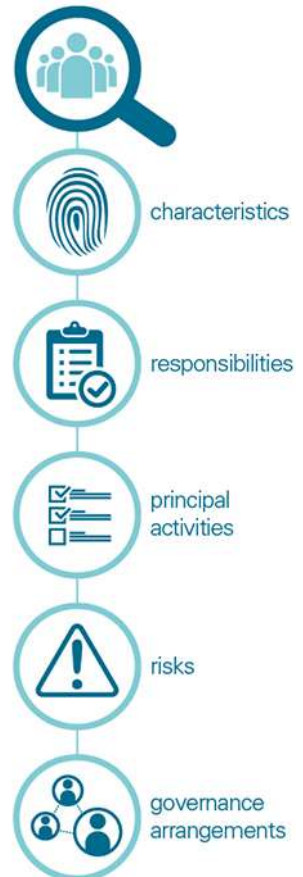 characteristics
responsibilities
principal
activities
risks
governance
arrangements